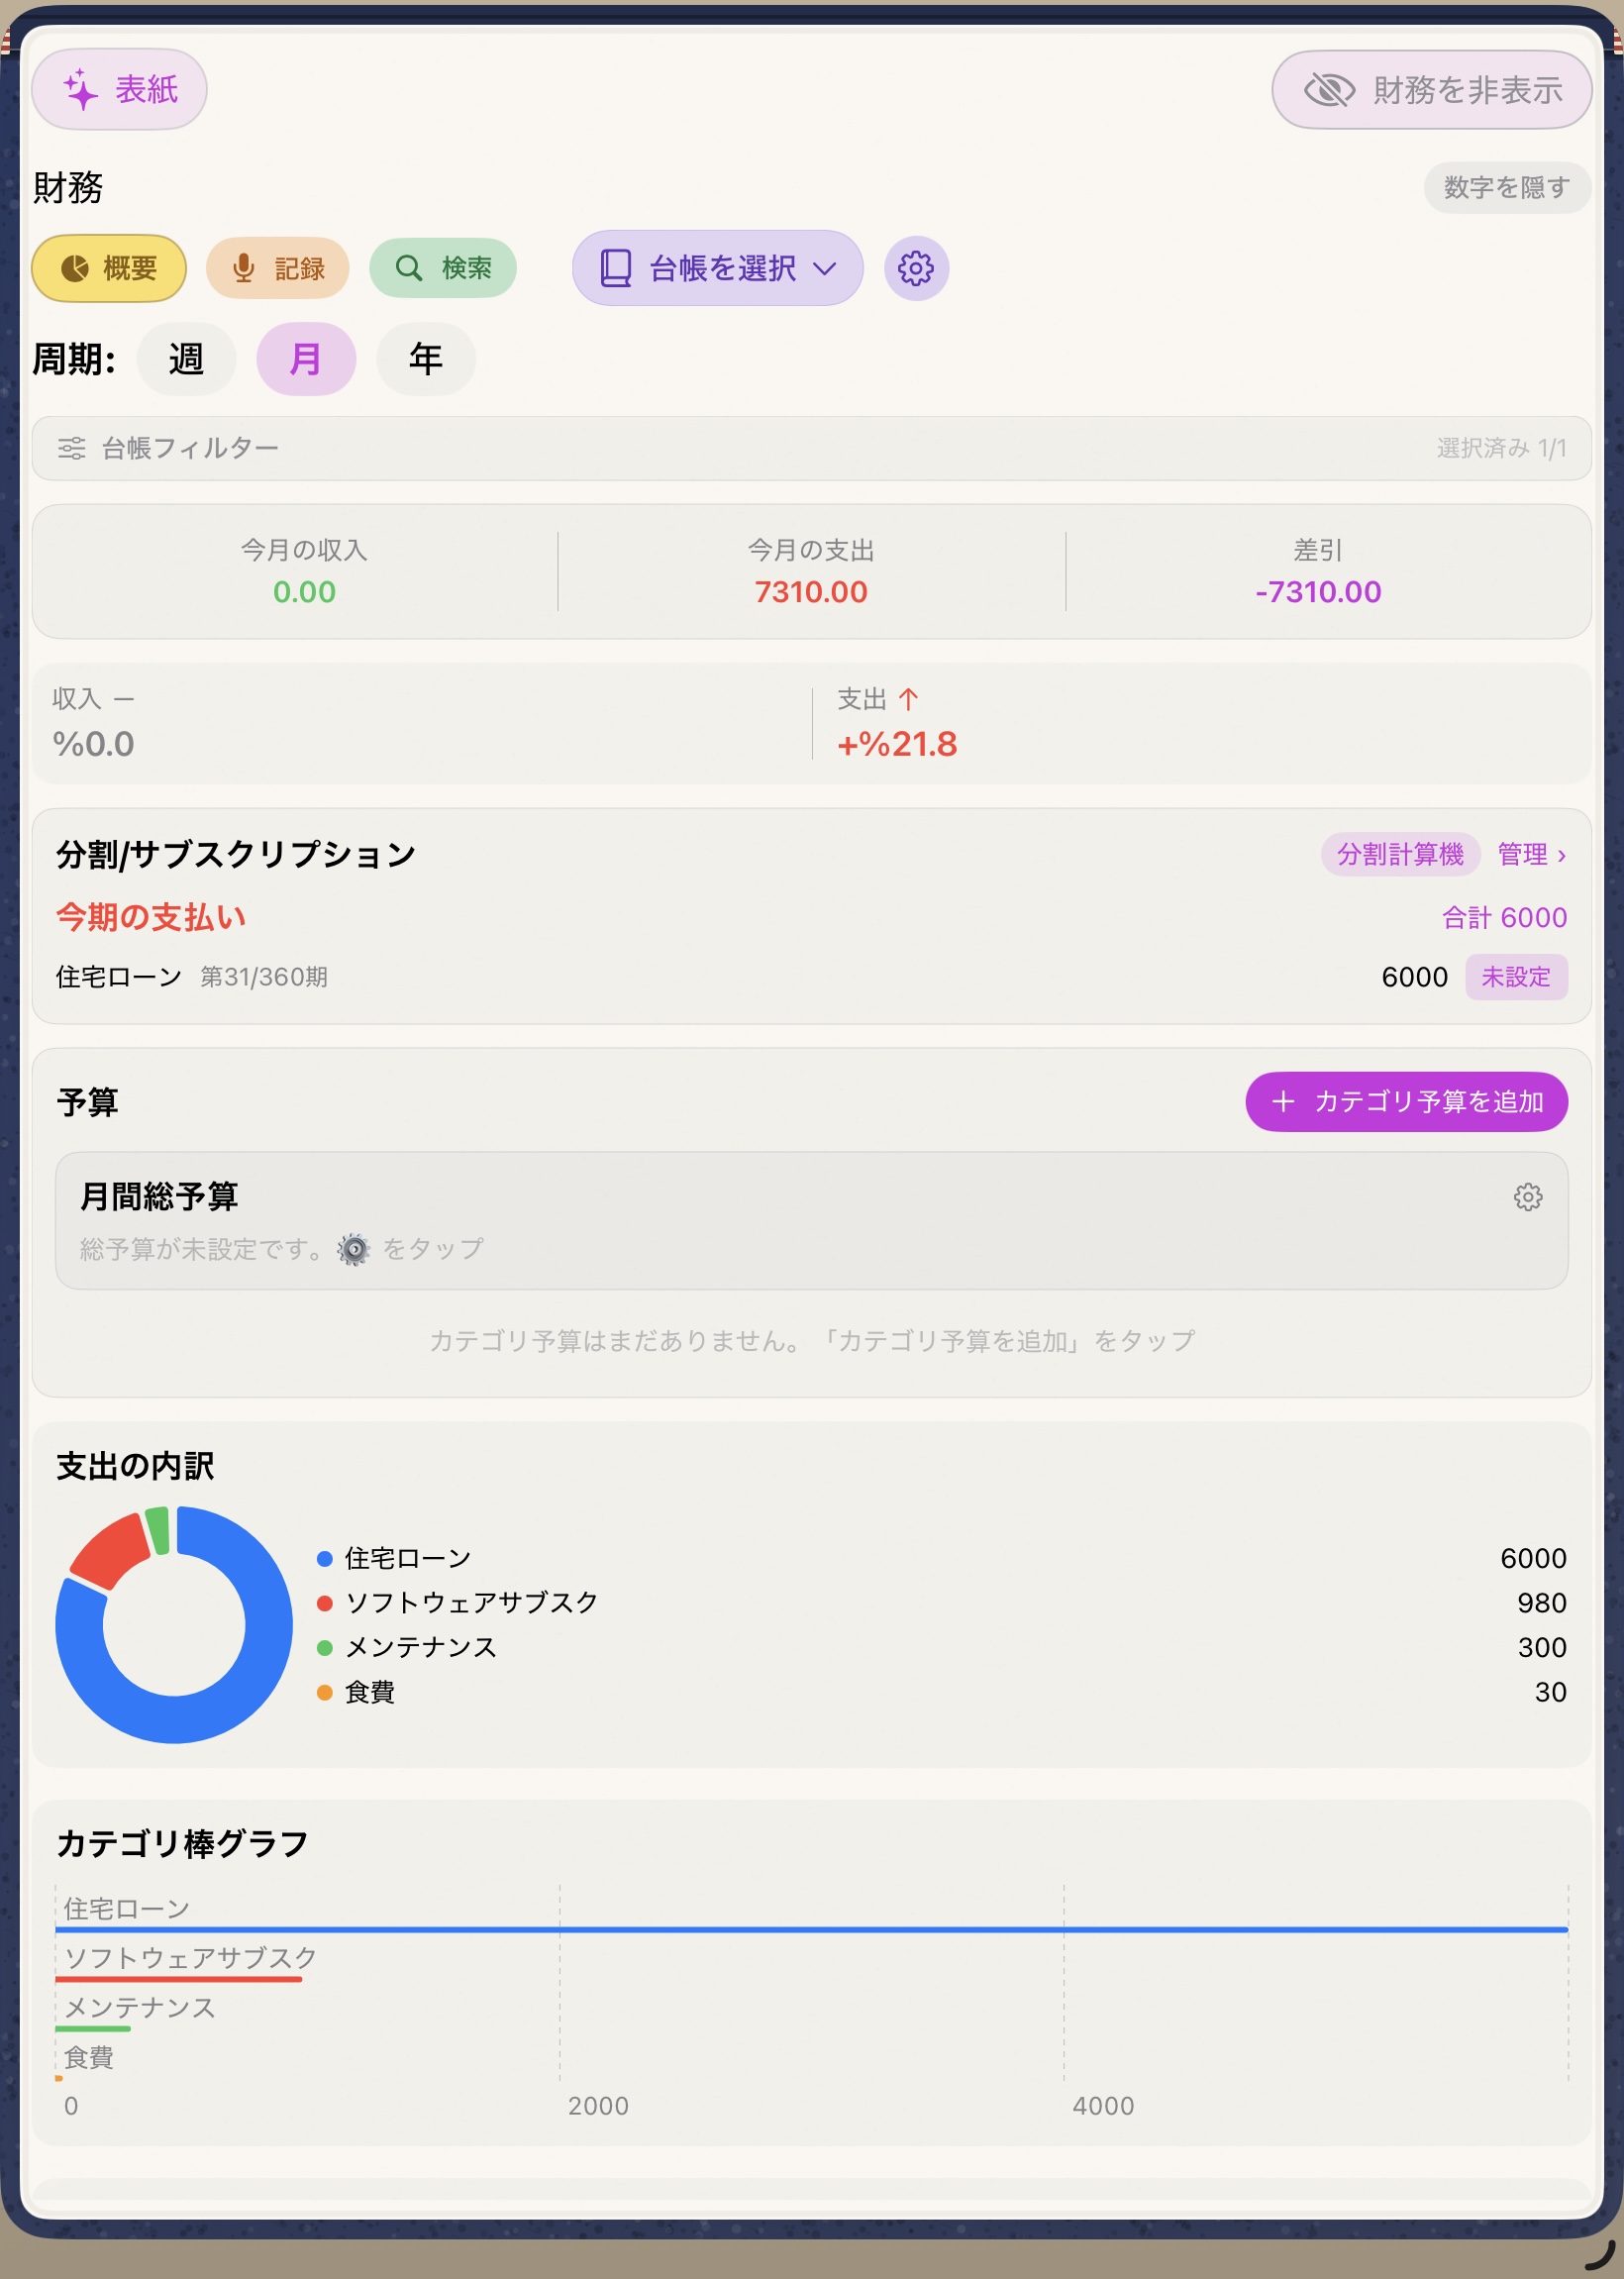 表紙
財務を非表示
財務
数字を隠す
概要
記録
検索
台帳を選択
周期:
週
月
年
台帳フィルター
選択済み 1/1
今月の収入
今月の支出
差引
0.00
7310.00
-7310.00
収入 —
支出 ↑
%0.0
+%21.8
分割/サブスクリプション
分割計算機
管理 ›
今期の支払い
合計 6000
住宅ローン 第31/360期
6000
未設定
予算
+ カテゴリ予算を追加
月間総予算
総予算が未設定です。⚙️ をタップ
カテゴリ予算はまだありません。「カテゴリ予算を追加」をタップ
支出の内訳
住宅ローン 6000
ソフトウェアサブスク 980
メンテナンス 300
食費 30
カテゴリ棒グラフ
住宅ローン
ソフトウェアサブスク
メンテナンス
食費
0
2000
4000